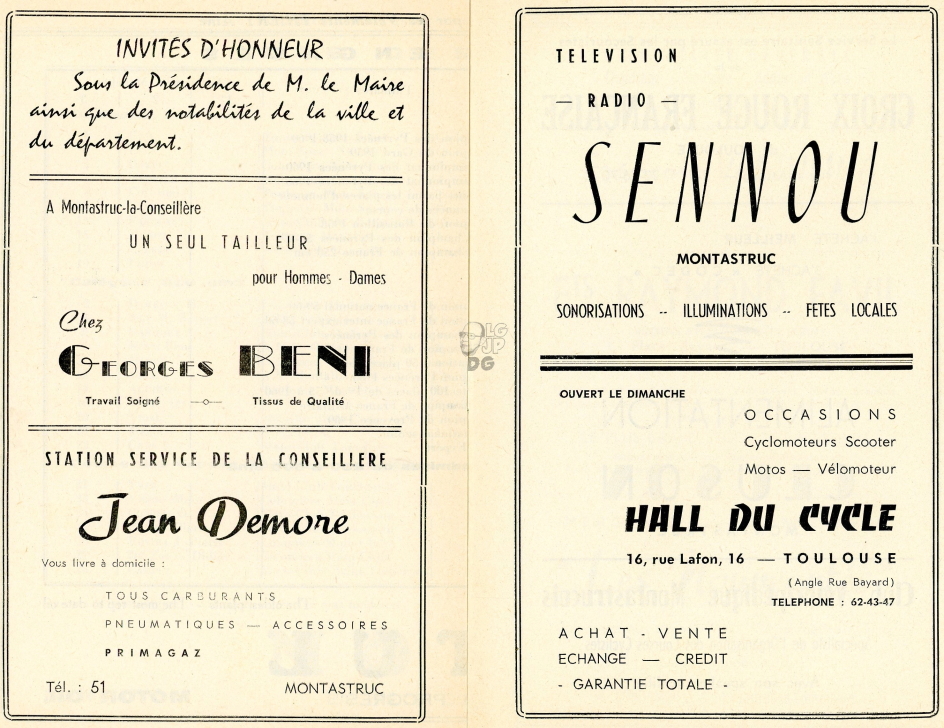 INVITÉS D'HONNEUR
Sous la Présidence de M. le Maire
ainsi que des notabilités de la ville et
du département.
A Montastruc-la-Conseillère
UN SEUL TAILLEUR
pour Hommes - Dames
Chez
GEORGES BENI
Travail Soigné —o— Tissus de Qualité
STATION SERVICE DE LA CONSEILLERE
Jean Demore
Vous livre à domicile :
TOUS CARBURANTS
PNEUMATIQUES — ACCESSOIRES
PRIMAGAZ
Tél. : 51 MONTASTRUC
TELEVISION
— RADIO —
SENNOU
MONTASTRUC
SONORISATIONS -- ILLUMINATIONS -- FETES LOCALES
OUVERT LE DIMANCHE
OCCASIONS
Cyclomoteurs Scooter
Motos — Vélomoteur
HALL DU CYCLE
16, rue Lafon, 16 — TOULOUSE
(Angle Rue Bayard)
TELEPHONE : 62-43-47
ACHAT - VENTE
ECHANGE — CREDIT
- GARANTIE TOTALE -
LG
JP
DG